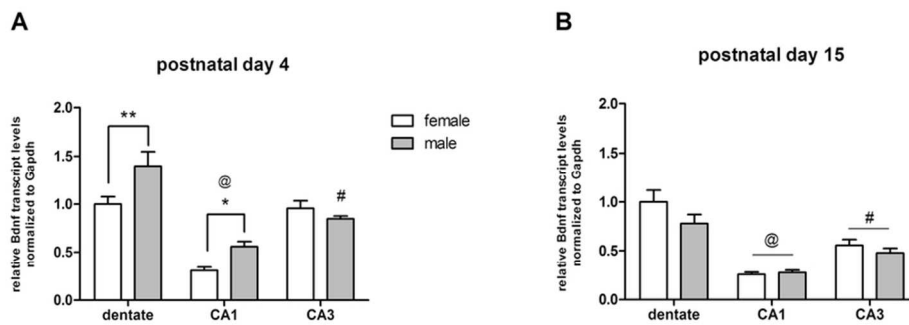 A
postnatal day 4
relative Bdnf transcript levels
normalized to Gapdh
2.0
1.5
1.0
0.5
0.0
**
@
*
#
dentate
CA1
CA3
female
male
B
postnatal day 15
relative Bdnf transcript levels
normalized to Gapdh
2.0
1.5
1.0
0.5
0.0
@
#
dentate
CA1
CA3